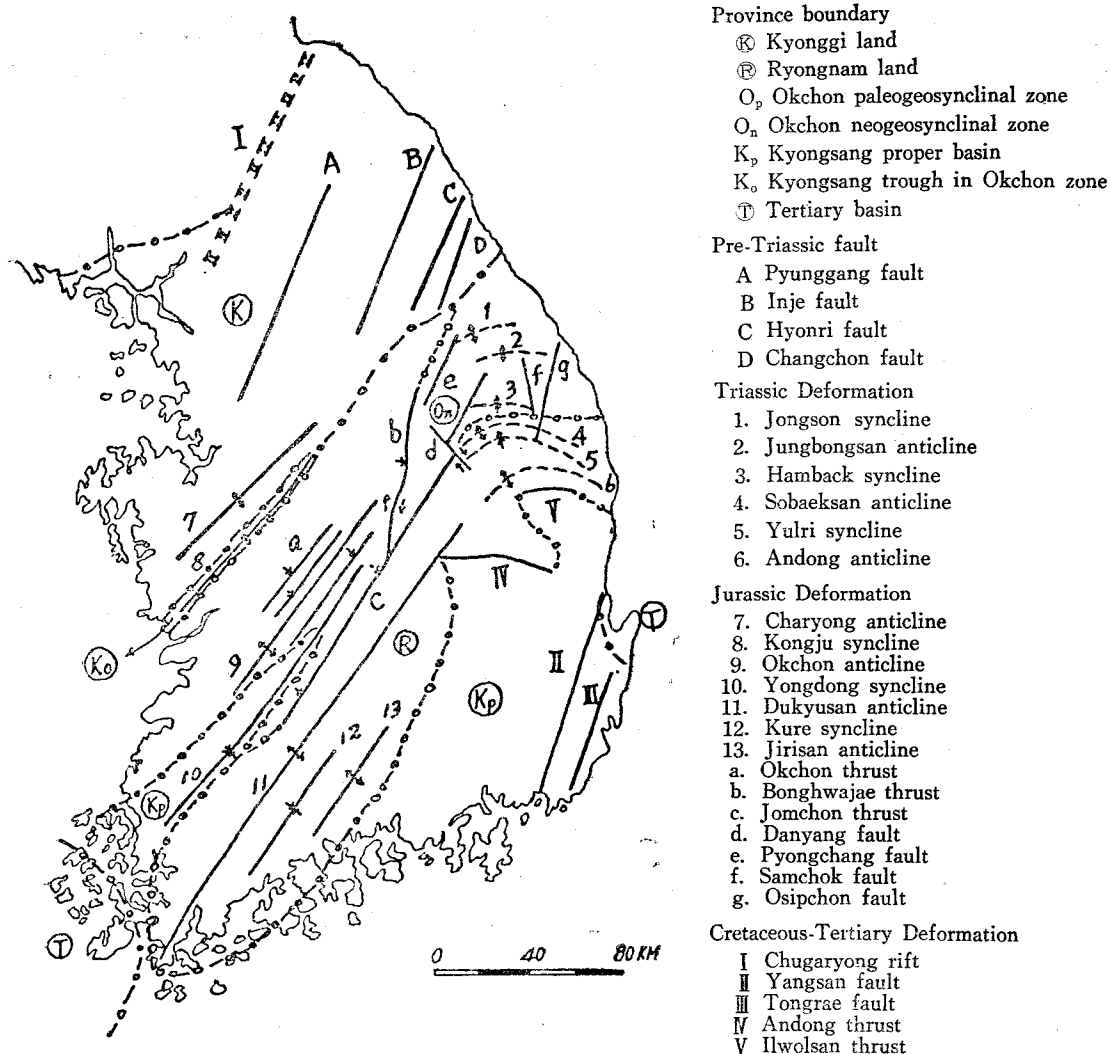 Province boundary
Ⓚ Kyonggi land
Ⓡ Ryongnam land
Op Okchon paleogeosynclinal zone
On Okchon neogeosynclinal zone
Kp Kyongsang proper basin
Ko Kyongsang trough in Okchon zone
Ⓣ Tertiary basin
Pre-Triassic fault
A Pyunggang fault
B Inje fault
C Hyonri fault
D Changchon fault
Triassic Deformation
1. Jongson syncline
2. Jungbongsan anticline
3. Hamback syncline
4. Sobaeksan anticline
5. Yulri syncline
6. Andong anticline
Jurassic Deformation
7. Charyong anticline
8. Kongju syncline
9. Okchon anticline
10. Yongdong syncline
11. Dukyusan anticline
12. Kure syncline
13. Jirisan anticline
a. Okchon thrust
b. Bonghwajae thrust
c. Jomchon thrust
d. Danyang fault
e. Pyongchang fault
f. Samchok fault
g. Osipchon fault
Cretaceous-Tertiary Deformation
I Chugaryong rift
II Yangsan fault
III Tongrae fault
IV Andong thrust
V Ilwolsan thrust
I
A
B
C
D
K
1
2
e
f
g
3
On
b
d
4
5
6
V
7
8
a
IV
c
R
T
Ko
9
II
Kp
II
13
12
10
11
Kp
T
0 40 80 KM